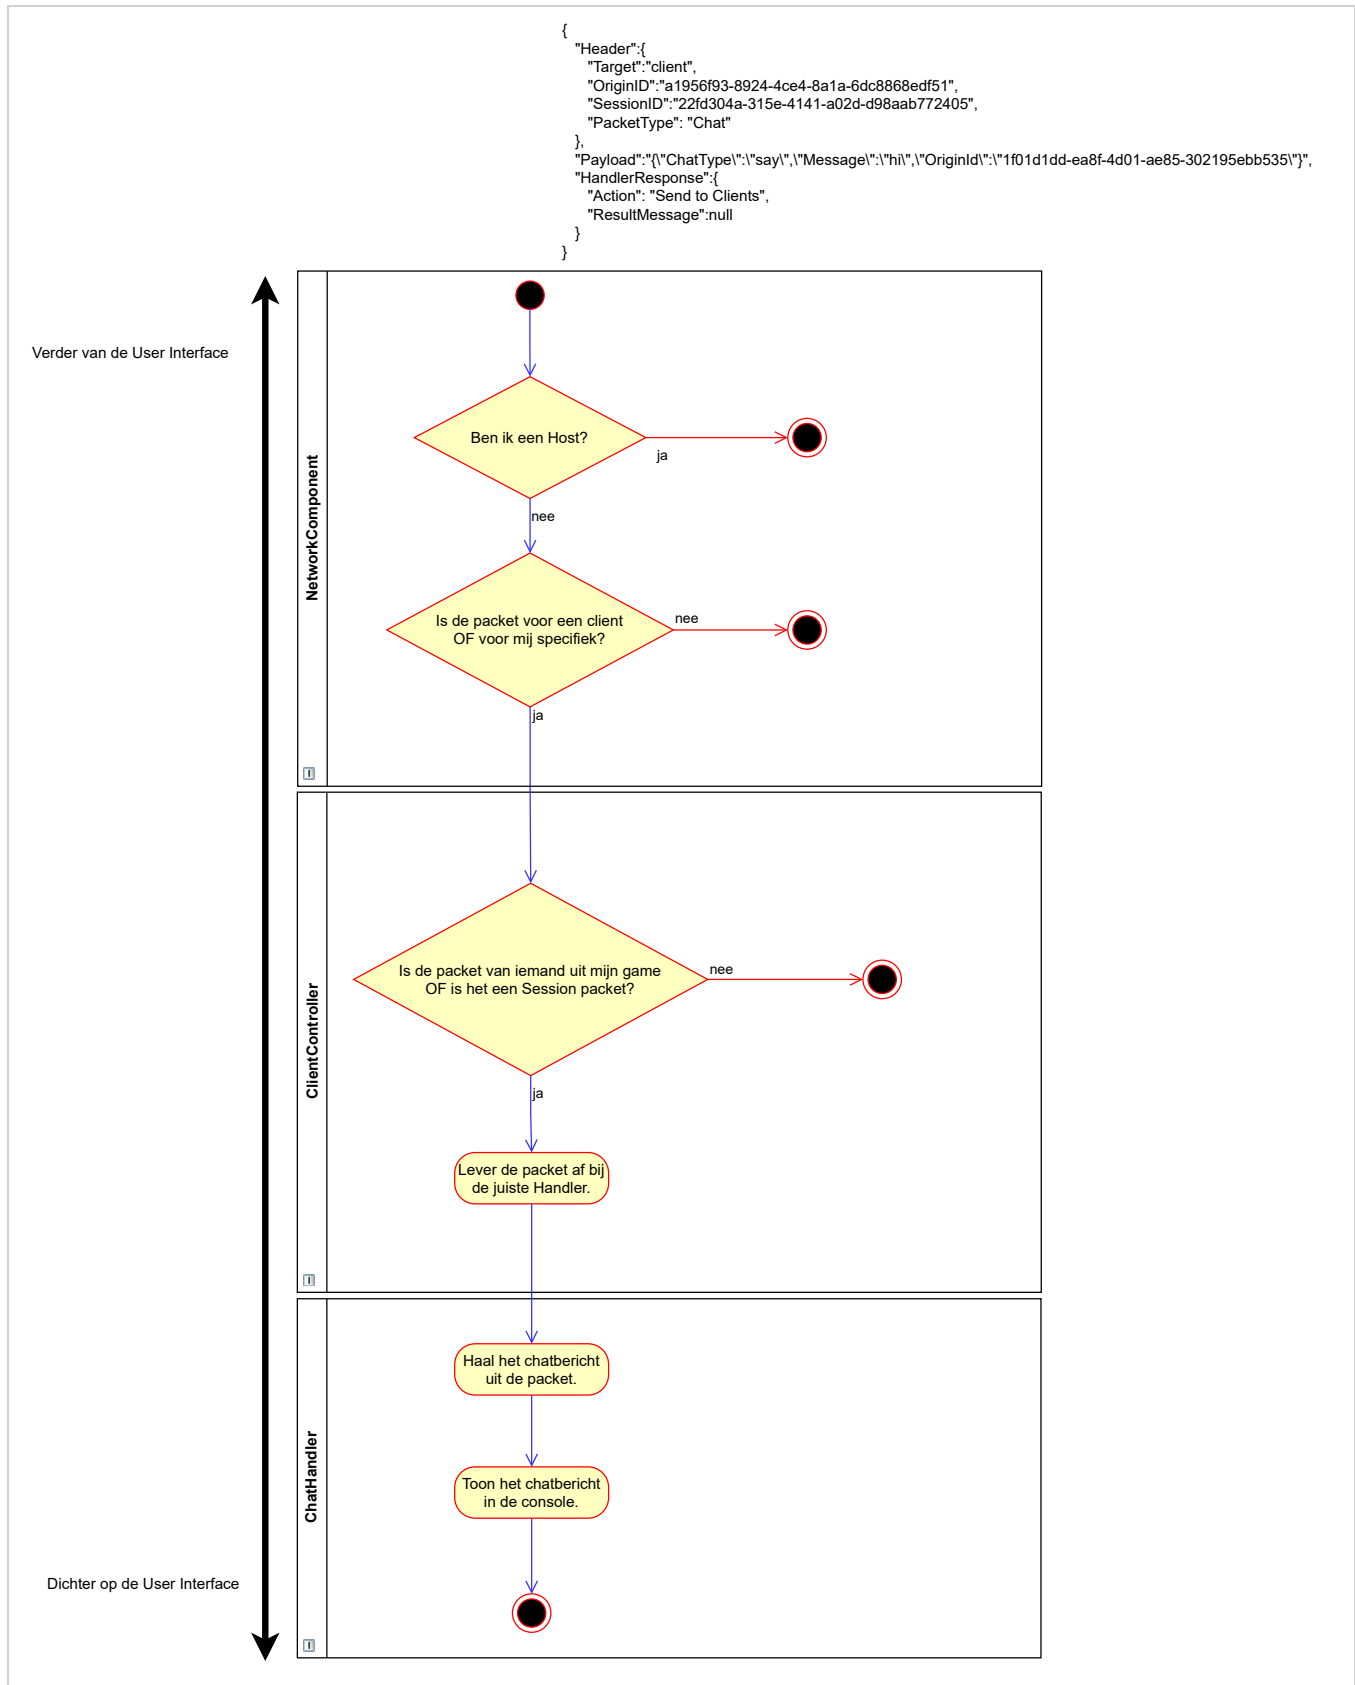 {
"Header":{
"Target":"client",
"OriginID":"a1956f93-8924-4ce4-8a1a-6dc8868edf51",
"SessionID":"22fd304a-315e-4141-a02d-d98aab772405",
"PacketType": "Chat"
},
"Payload":"{\"ChatType\":\"say\",\"Message\":\"hi\",\"OriginId\":\"1f01d1dd-ea8f-4d01-ae85-302195ebb535\"}",
"HandlerResponse":{
"Action": "Send to Clients",
"ResultMessage":null
}
}
Verder van de User Interface
NetworkComponent
Ben ik een Host?
ja
nee
Is de packet voor een client
OF voor mij specifiek?
nee
ja
ClientController
Is de packet van iemand uit mijn game
OF is het een Session packet?
nee
ja
Lever de packet af bij
de juiste Handler.
ChatHandler
Haal het chatbericht
uit de packet.
Toon het chatbericht
in de console.
Dichter op de User Interface